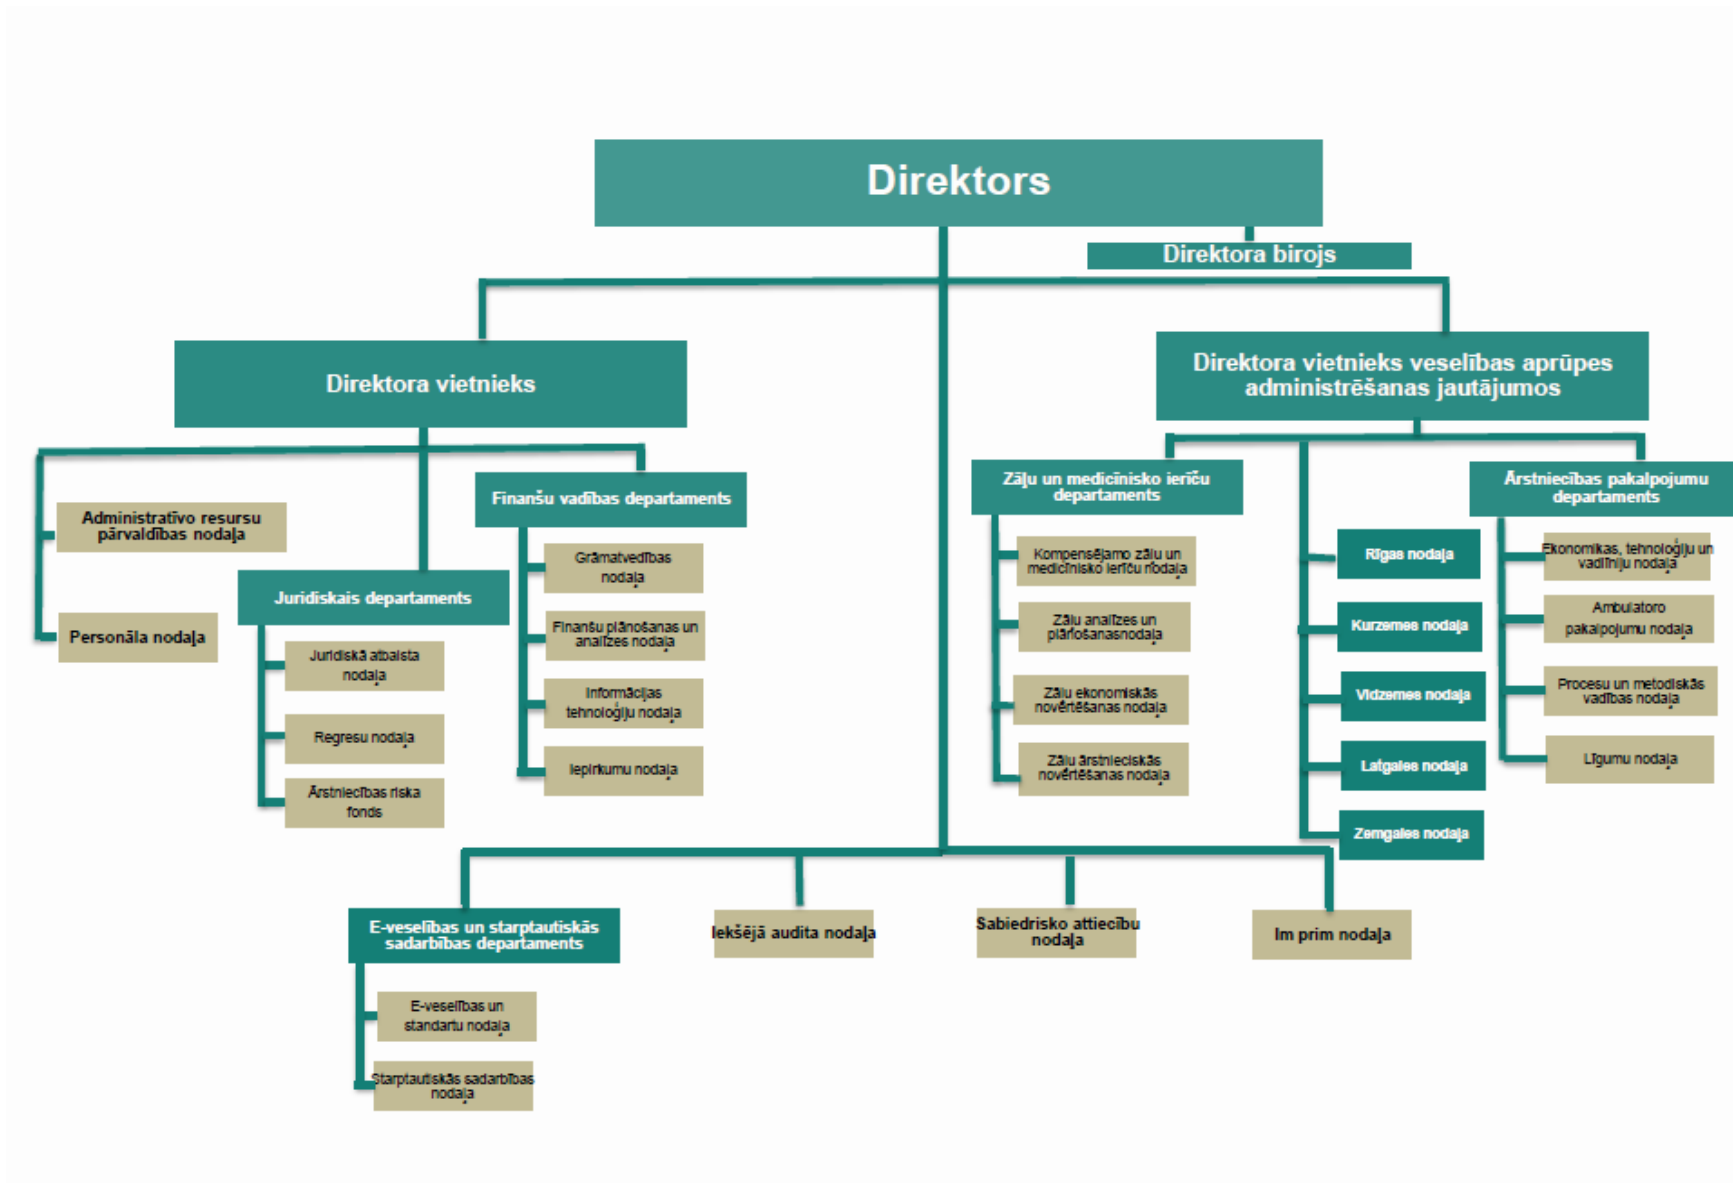 Direktors
Direktora birojs
Direktora vietnieks
Direktora vietnieks veselības aprūpes
administrēšanas jautājumos
Administratīvo resursu
pārvaldības nodaļa
Personāla nodaļa
Juridiskais departaments
Juridiskā atbalsta
nodaļa
Regresu nodaļa
Ārstniecības riska
fonds
Finanšu vadības departaments
Grāmatvedības
nodaļa
Finanšu plānošanas un
analīzes nodaļa
Informācijas
tehnoloģiju nodaļa
Iepirkumu nodaļa
Zāļu un medicīnisko ierīču
departaments
Kompensējamo zāļu un
medicīnisko ierīču nodaļa
Zāļu analīzes un
plānošanasnodaļa
Zāļu ekonomiskās
novērtēšanas nodaļa
Zāļu ārstnieciskās
novērtēšanas nodaļa
Rīgas nodaļa
Kurzemes nodaļa
Vidzemes nodaļa
Latgales nodaļa
Zemgales nodaļa
Ārstniecības pakalpojumu
departaments
Ekonomikas, tehnoloģiju un
vadlīniju nodaļa
Ambulatoro
pakalpojumu nodaļa
Procesu un metodiskās
vadības nodaļa
Līgumu nodaļa
E-veselības un starptautiskās
sadarbības departaments
E-veselības un
standartu nodaļa
Starptautiskās sadarbības
nodaļa
Iekšējā audita nodaļa
Sabiedrisko attiecību
nodaļa
Im prim nodaļa